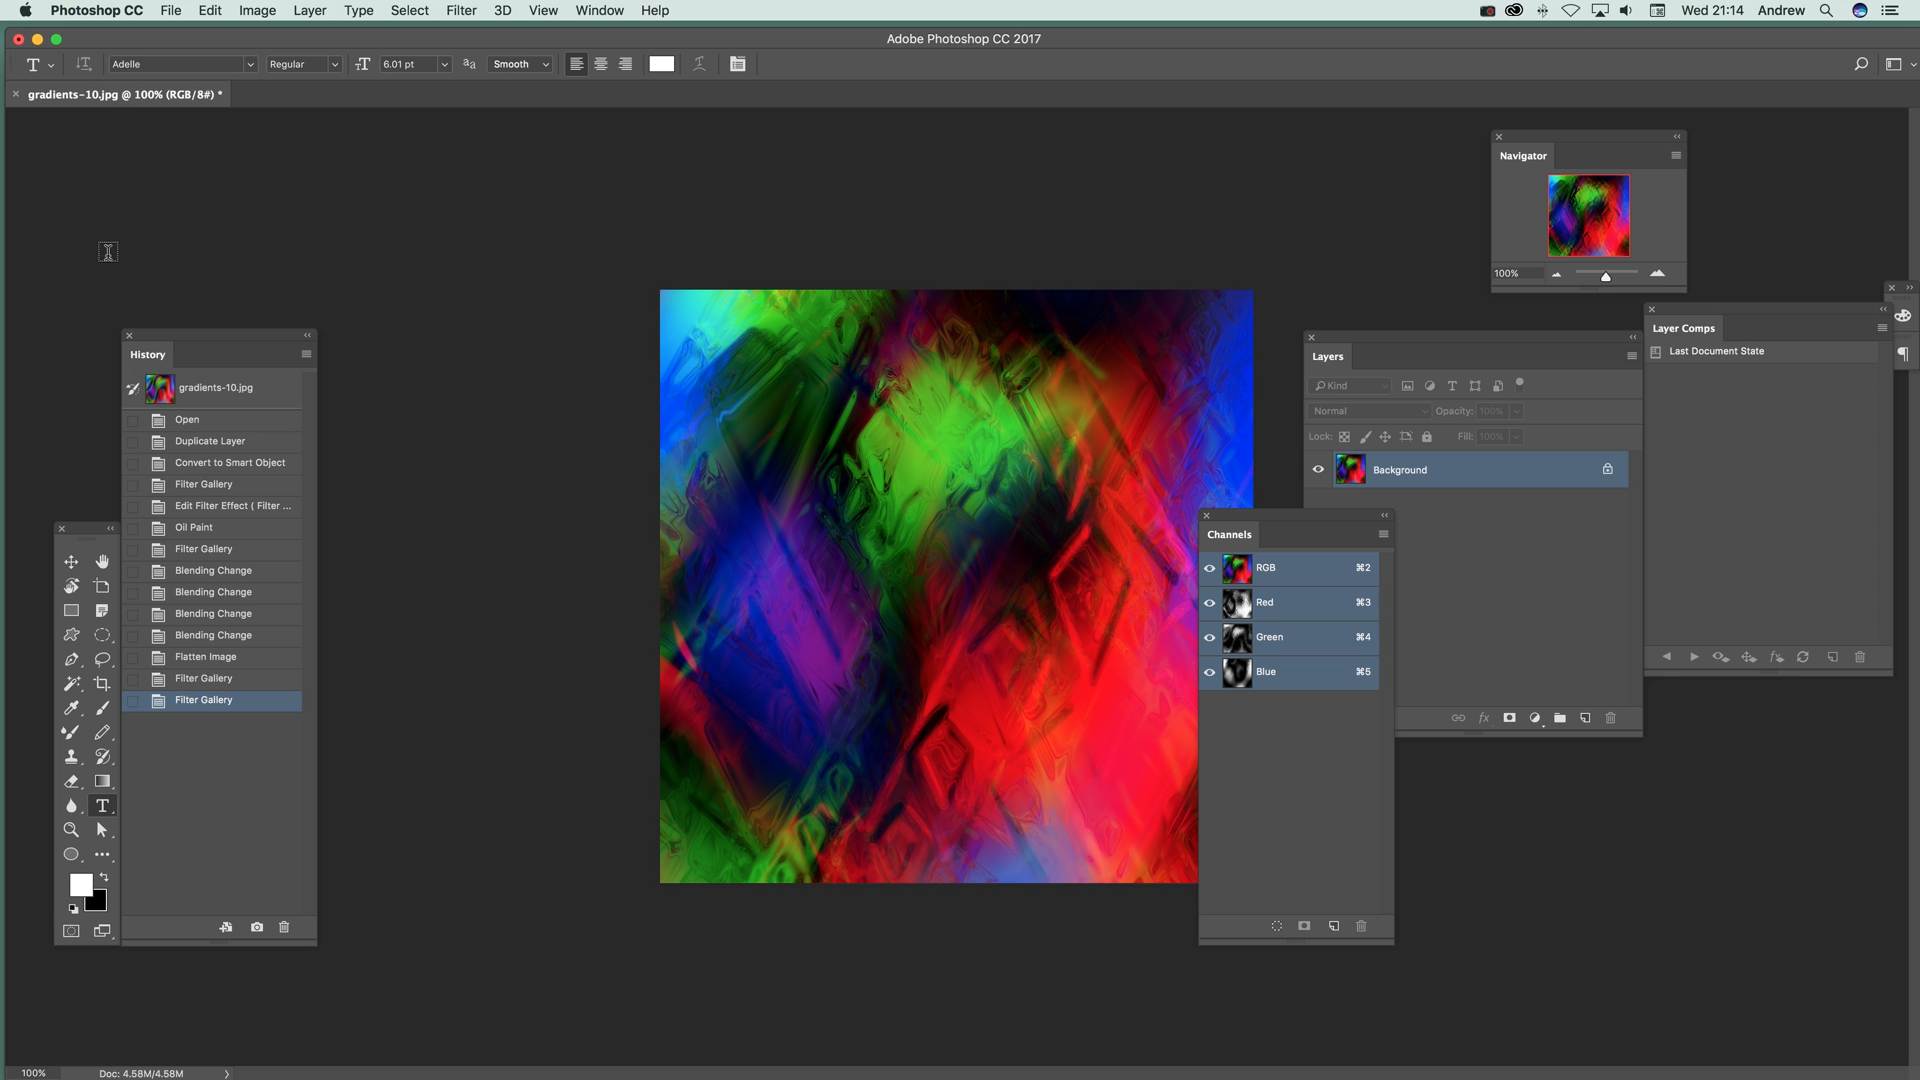 Photoshop CC File Edit Image Layer Type Select Filter 3D View Window Help Wed 21:14 Andrew
Adobe Photoshop CC 2017
Adelle Regular 6.01 pt Smooth
gradients-10.jpg @ 100% (RGB/8#) *
Navigator
100%
History
gradients-10.jpg
Open
Duplicate Layer
Convert to Smart Object
Filter Gallery
Edit Filter Effect ( Filter ...
Oil Paint
Filter Gallery
Blending Change
Blending Change
Blending Change
Blending Change
Flatten Image
Filter Gallery
Filter Gallery
Layers
Kind
Normal Opacity: 100%
Lock: Fill: 100%
Background
Layer Comps
Last Document State
Channels
RGB ⌘2
Red ⌘3
Green ⌘4
Blue ⌘5
100% Doc: 4.58M/4.58M